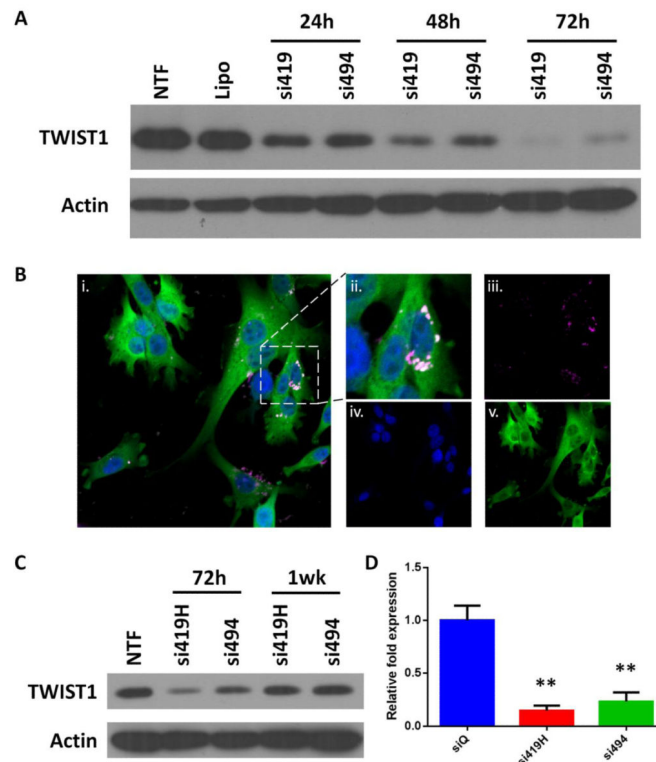 A
24h 48h 72h
NTF Lipo si419 si494 si419 si494 si419 si494
TWIST1
Actin
B
i. ii. iii.
iv. v.
C
72h 1wk
NTF si419H si494 si419H si494
TWIST1
Actin
D
Relative fold expression
1.5
1.0
0.5
0.0
** **
siQ si419H si494